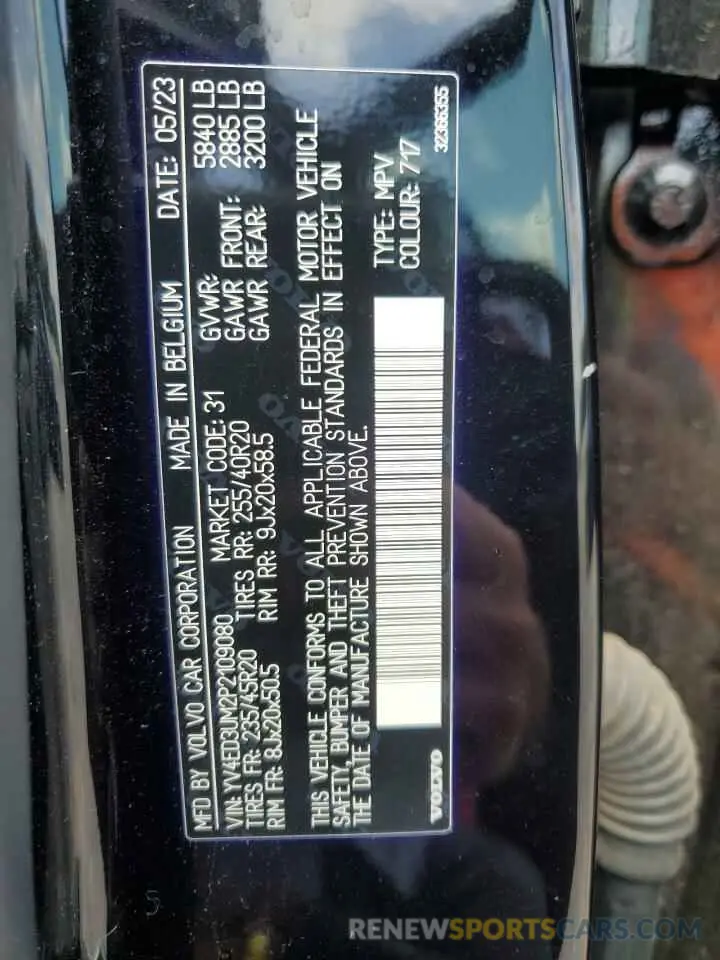 MFD BY VOLVO CAR CORPORATION MADE IN BELGIUM DATE: 05/23
VIN: YV4ED3UM2P2109080 MARKET CODE: 31 GVWR: 5840 LB
TIRES FR: 235/45R20 TIRES RR: 255/40R20 GAWR FRONT: 2885 LB
RIM FR: 8Jx20x50.5 RIM RR: 9Jx20x58.5 GAWR REAR: 3200 LB
THIS VEHICLE CONFORMS TO ALL APPLICABLE FEDERAL MOTOR VEHICLE
SAFETY, BUMPER AND THEFT PREVENTION STANDARDS IN EFFECT ON
THE DATE OF MANUFACTURE SHOWN ABOVE.
TYPE: MPV
COLOUR: 717
VOLVO 32366355
RENEWSPORTSCARS.COM